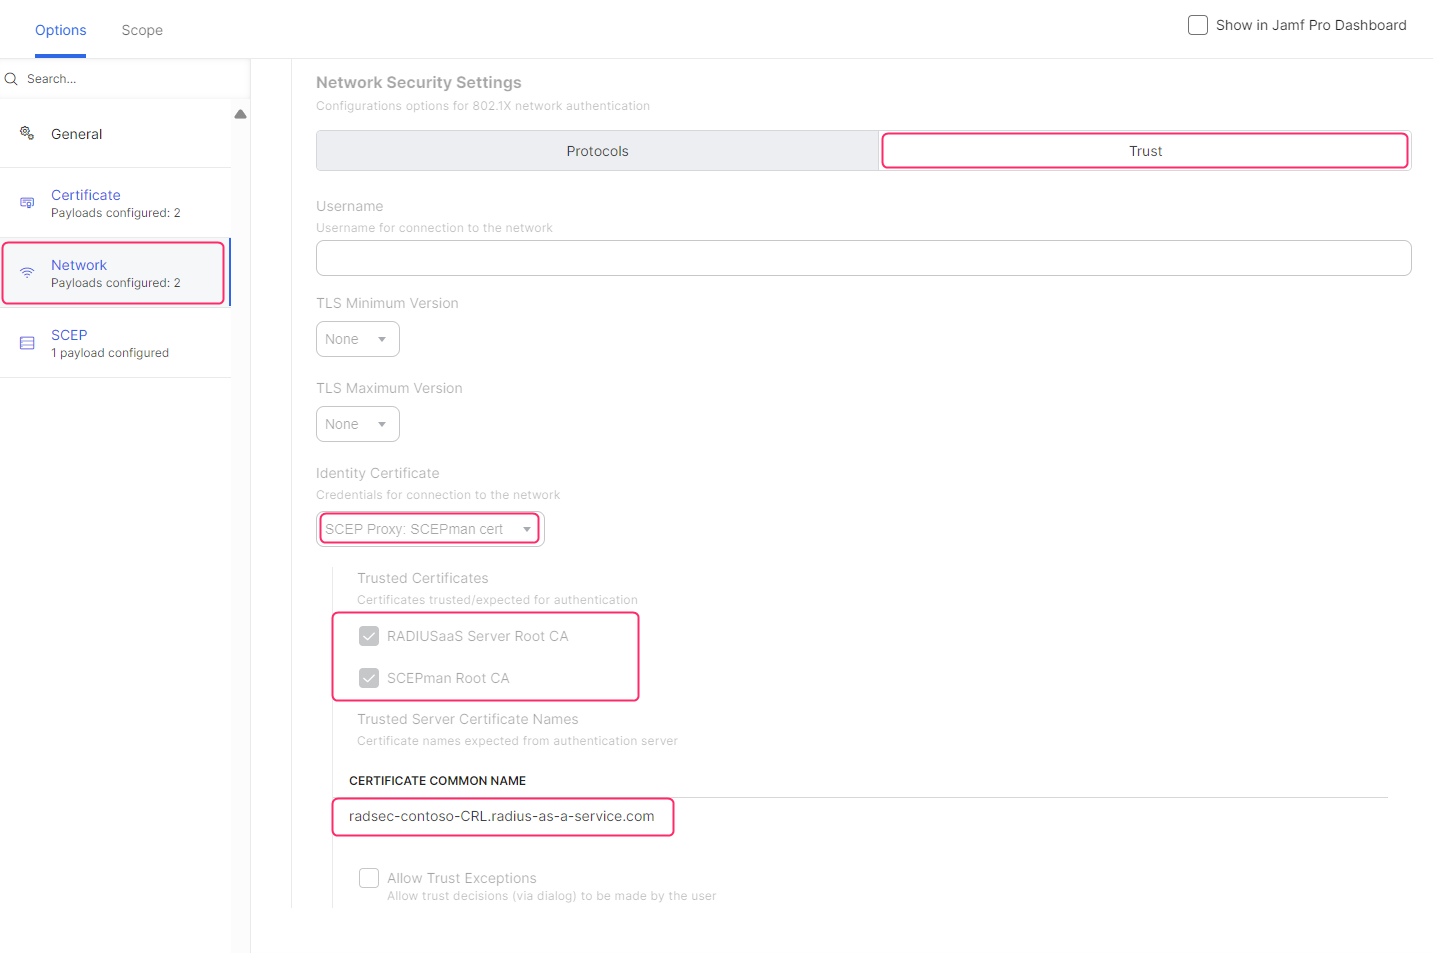 Options
Scope
Show in Jamf Pro Dashboard
Search...
General
Certificate
Payloads configured: 2
Network
Payloads configured: 2
SCEP
1 payload configured
Network Security Settings
Configurations options for 802.1X network authentication
Protocols
Trust
Username
Username for connection to the network
TLS Minimum Version
None
TLS Maximum Version
None
Identity Certificate
Credentials for connection to the network
SCEP Proxy: SCEPman cert
Trusted Certificates
Certificates trusted/expected for authentication
RADIUSaaS Server Root CA
SCEPman Root CA
Trusted Server Certificate Names
Certificate names expected from authentication server
CERTIFICATE COMMON NAME
radsec-contoso-CRL.radius-as-a-service.com
Allow Trust Exceptions
Allow trust decisions (via dialog) to be made by the user